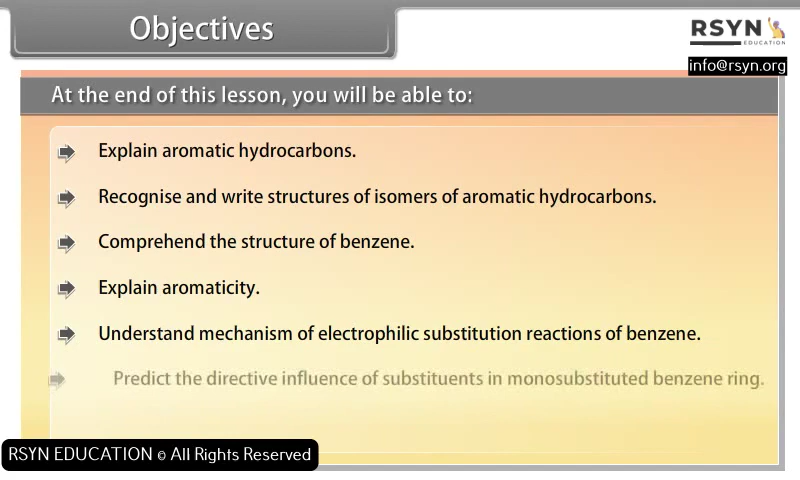 Objectives
RSYN
EDUCATION
info@rsyn.org
At the end of this lesson, you will be able to:
Explain aromatic hydrocarbons.
Recognise and write structures of isomers of aromatic hydrocarbons.
Comprehend the structure of benzene.
Explain aromaticity.
Understand mechanism of electrophilic substitution reactions of benzene.
Predict the directive influence of substituents in monosubstituted benzene ring.
RSYN EDUCATION © All Rights Reserved